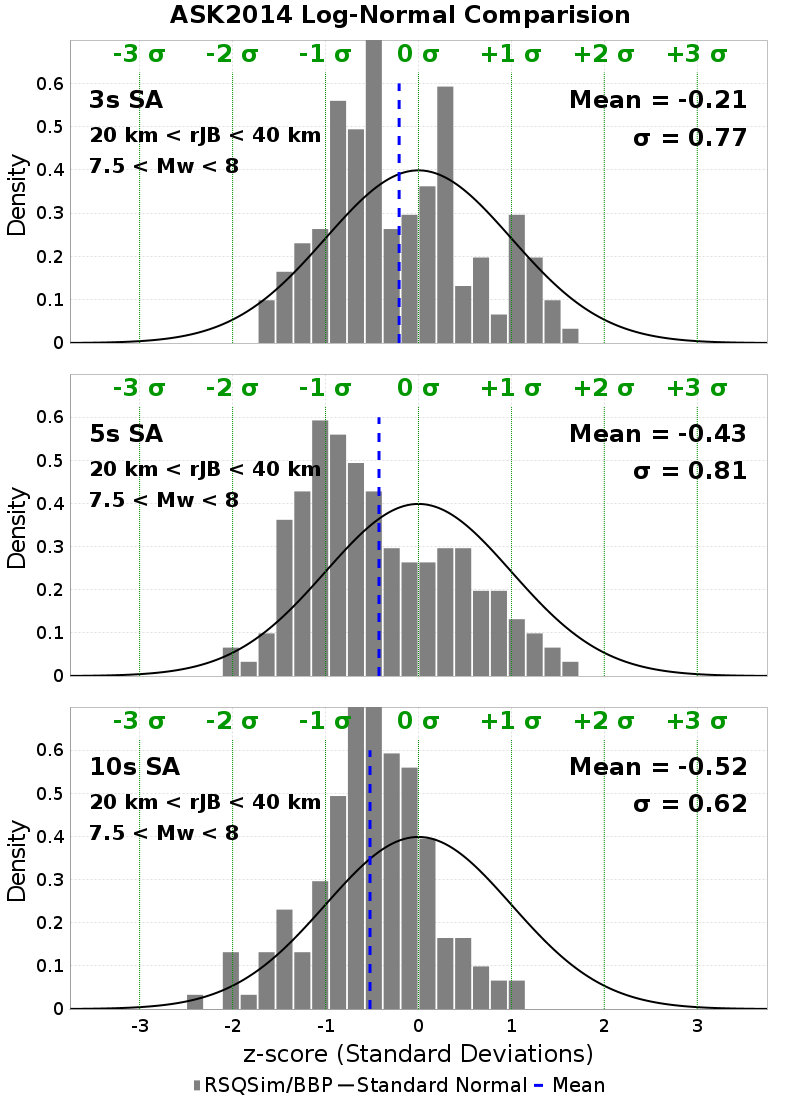 ASK2014 Log-Normal Comparision
-3 σ -2 σ -1 σ 0 σ +1 σ +2 σ +3 σ
3s SA
20 km < rJB < 40 km
7.5 < Mw < 8
Mean = -0.21
σ = 0.77
Density
0.6
0.5
0.4
0.3
0.2
0.1
0
-3 σ -2 σ -1 σ 0 σ +1 σ +2 σ +3 σ
5s SA
20 km < rJB < 40 km
7.5 < Mw < 8
Mean = -0.43
σ = 0.81
Density
0.6
0.5
0.4
0.3
0.2
0.1
0
-3 σ -2 σ -1 σ 0 σ +1 σ +2 σ +3 σ
10s SA
20 km < rJB < 40 km
7.5 < Mw < 8
Mean = -0.52
σ = 0.62
Density
0.6
0.5
0.4
0.3
0.2
0.1
0
-3 -2 -1 0 1 2 3
z-score (Standard Deviations)
RSQSim/BBP Standard Normal Mean